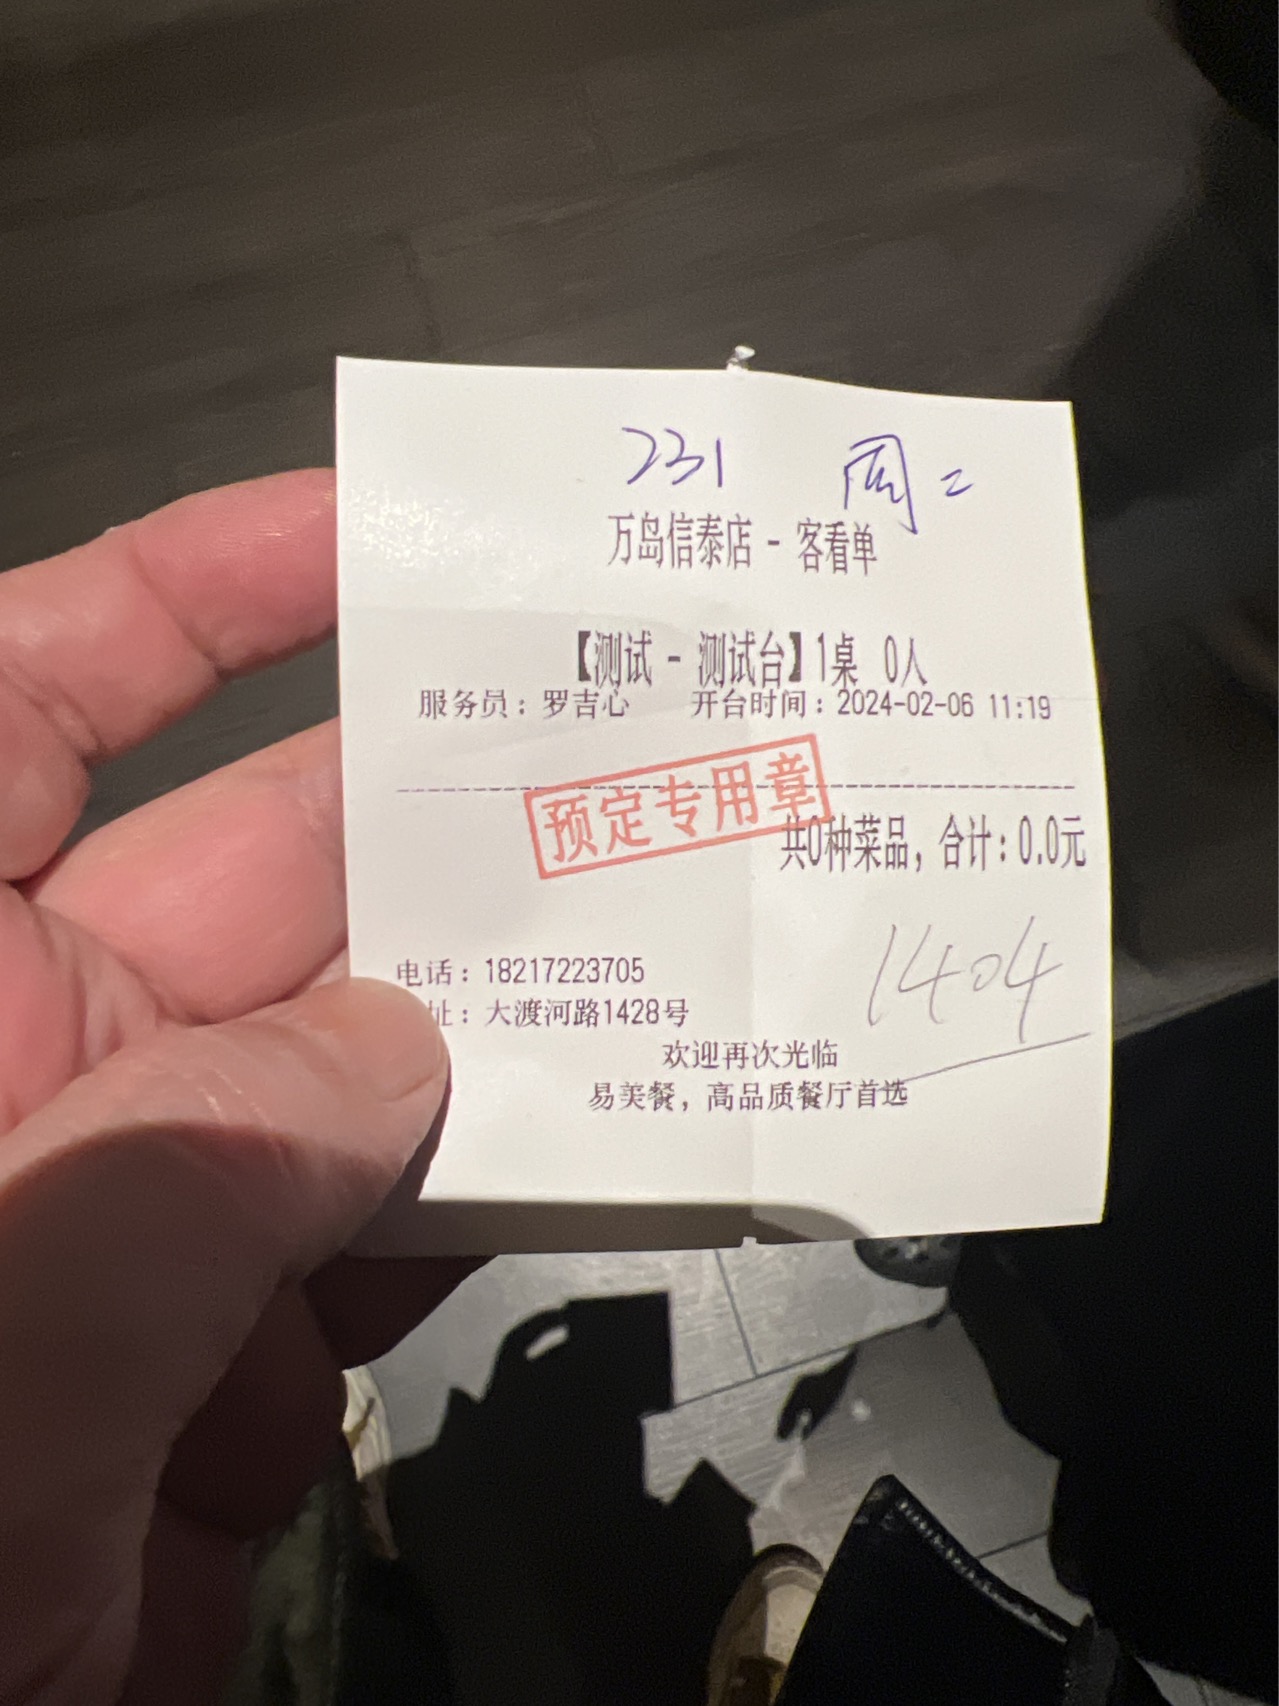 231 周二
万岛信泰店 - 客看单
【测试 - 测试台】1桌 0人
服务员：罗吉心 开台时间：2024-02-06 11:19
预定专用章
共0种菜品，合计：0.0元
1404
电话：18217223705
址：大渡河路1428号
欢迎再次光临
易美餐，高品质餐厅首选